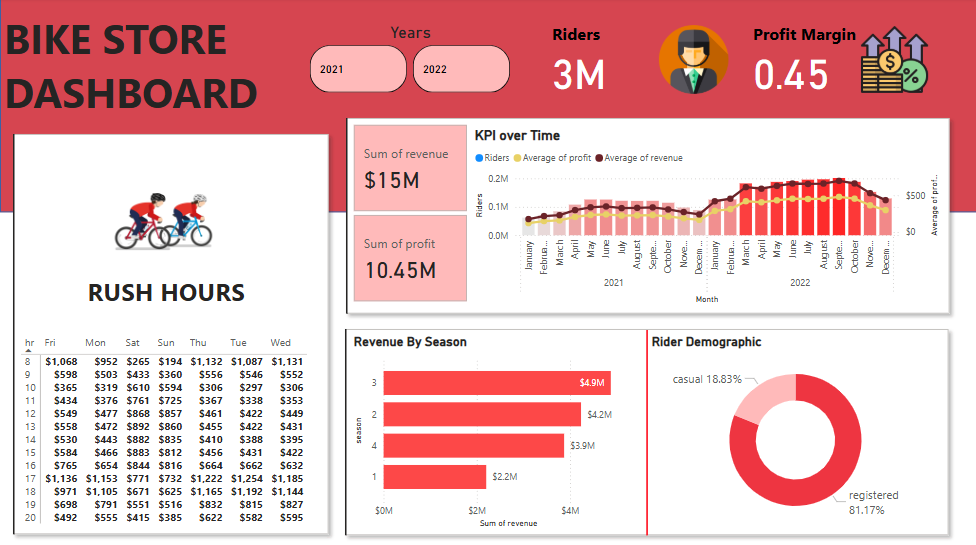 BIKE STORE
DASHBOARD
Years
2021
2022
Riders
3M
Profit Margin
0.45
Sum of revenue
$15M
Sum of profit
10.45M
KPI over Time
Riders Average of profit Average of revenue
0.2M
0.1M
0.0M
Riders
$500
$0
Average of prof...
January Februa... March April May June July August Septe... October Nove... Decem... January Februa... March April May June July August Septe... October Nove... Decem...
2021 2022
Month
RUSH HOURS
hr Fri Mon Sat Sun Thu Tue Wed
8 $1,068 $952 $265 $194 $1,132 $1,087 $1,131
9 $598 $503 $433 $360 $556 $546 $552
10 $365 $319 $610 $594 $306 $297 $306
11 $434 $376 $761 $725 $367 $338 $353
12 $549 $477 $868 $857 $461 $422 $449
13 $558 $472 $892 $860 $455 $422 $431
14 $530 $443 $882 $835 $410 $388 $395
15 $584 $466 $883 $812 $456 $431 $422
16 $765 $654 $844 $816 $664 $662 $632
17 $1,136 $1,153 $771 $732 $1,222 $1,254 $1,185
18 $971 $1,105 $671 $625 $1,165 $1,192 $1,144
19 $698 $791 $551 $516 $832 $815 $827
20 $492 $555 $415 $385 $622 $582 $595
Revenue By Season
season
3 $4.9M
2 $4.2M
4 $3.9M
1 $2.2M
$0M $2M $4M
Sum of revenue
Rider Demographic
casual 18.83%
registered
81.17%